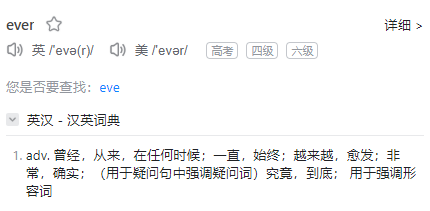 ever 详细 >
英 /'evə(r)/ 美 /'evər/ 高考 四级 六级
您是否要查找：eve
英汉 - 汉英词典
1. adv. 曾经，从来，在任何时候；一直，始终；越来越，愈发；非
常，确实；（用于疑问句中强调疑问词）究竟，到底； 用于强调形
容词